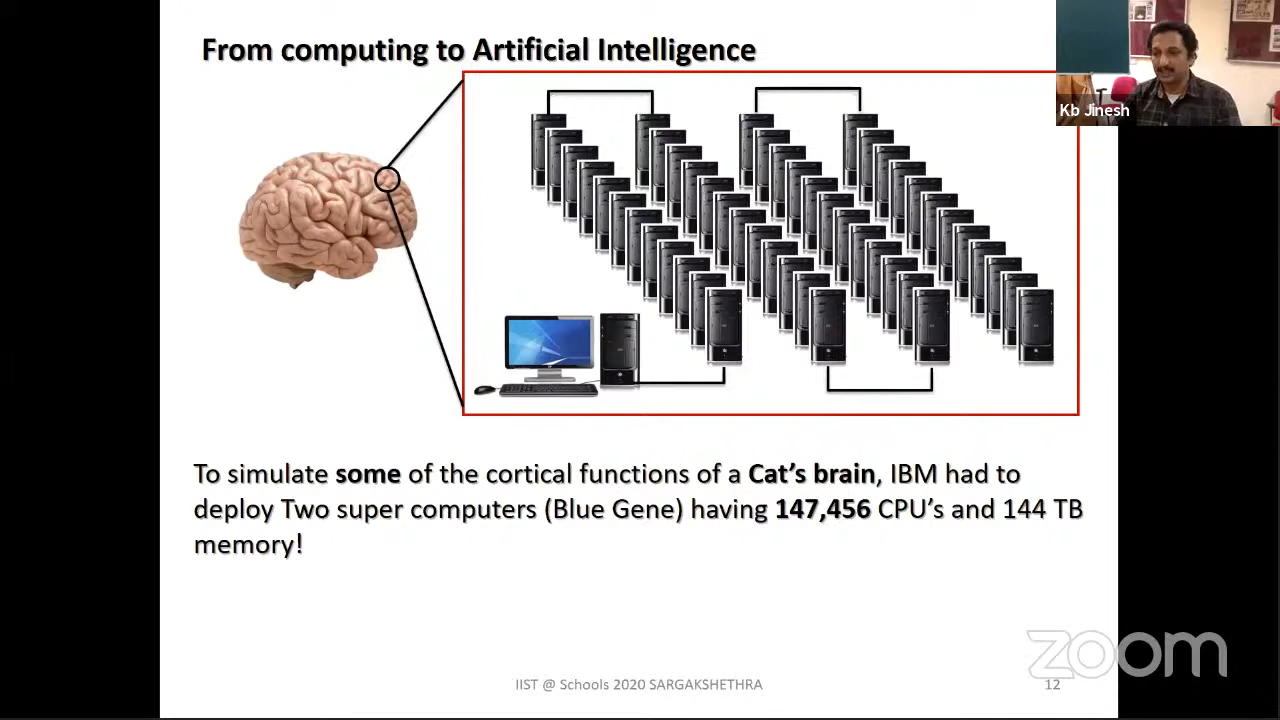 From computing to Artificial Intelligence
Kb Jinesh
To simulate some of the cortical functions of a Cat's brain, IBM had to
deploy Two super computers (Blue Gene) having 147,456 CPU's and 144 TB
memory!
zoom
IIST @ Schools 2020 SARGAKSHETHRA
12